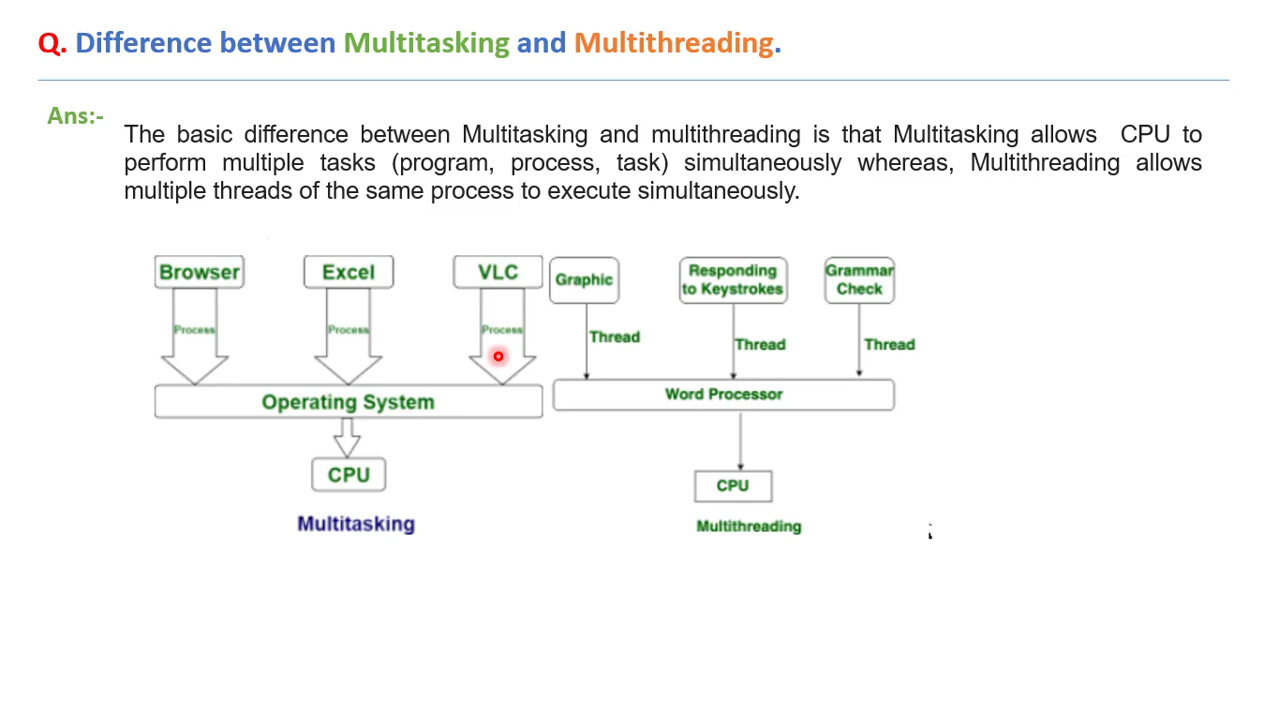 Q. Difference between Multitasking and Multithreading.
Ans:-
The basic difference between Multitasking and multithreading is that Multitasking allows CPU to
perform multiple tasks (program, process, task) simultaneously whereas, Multithreading allows
multiple threads of the same process to execute simultaneously.
Browser
Excel
VLC
Process
Process
Process
Operating System
CPU
Multitasking
Graphic
Responding
to Keystrokes
Grammar
Check
Thread
Thread
Thread
Word Processor
CPU
Multithreading